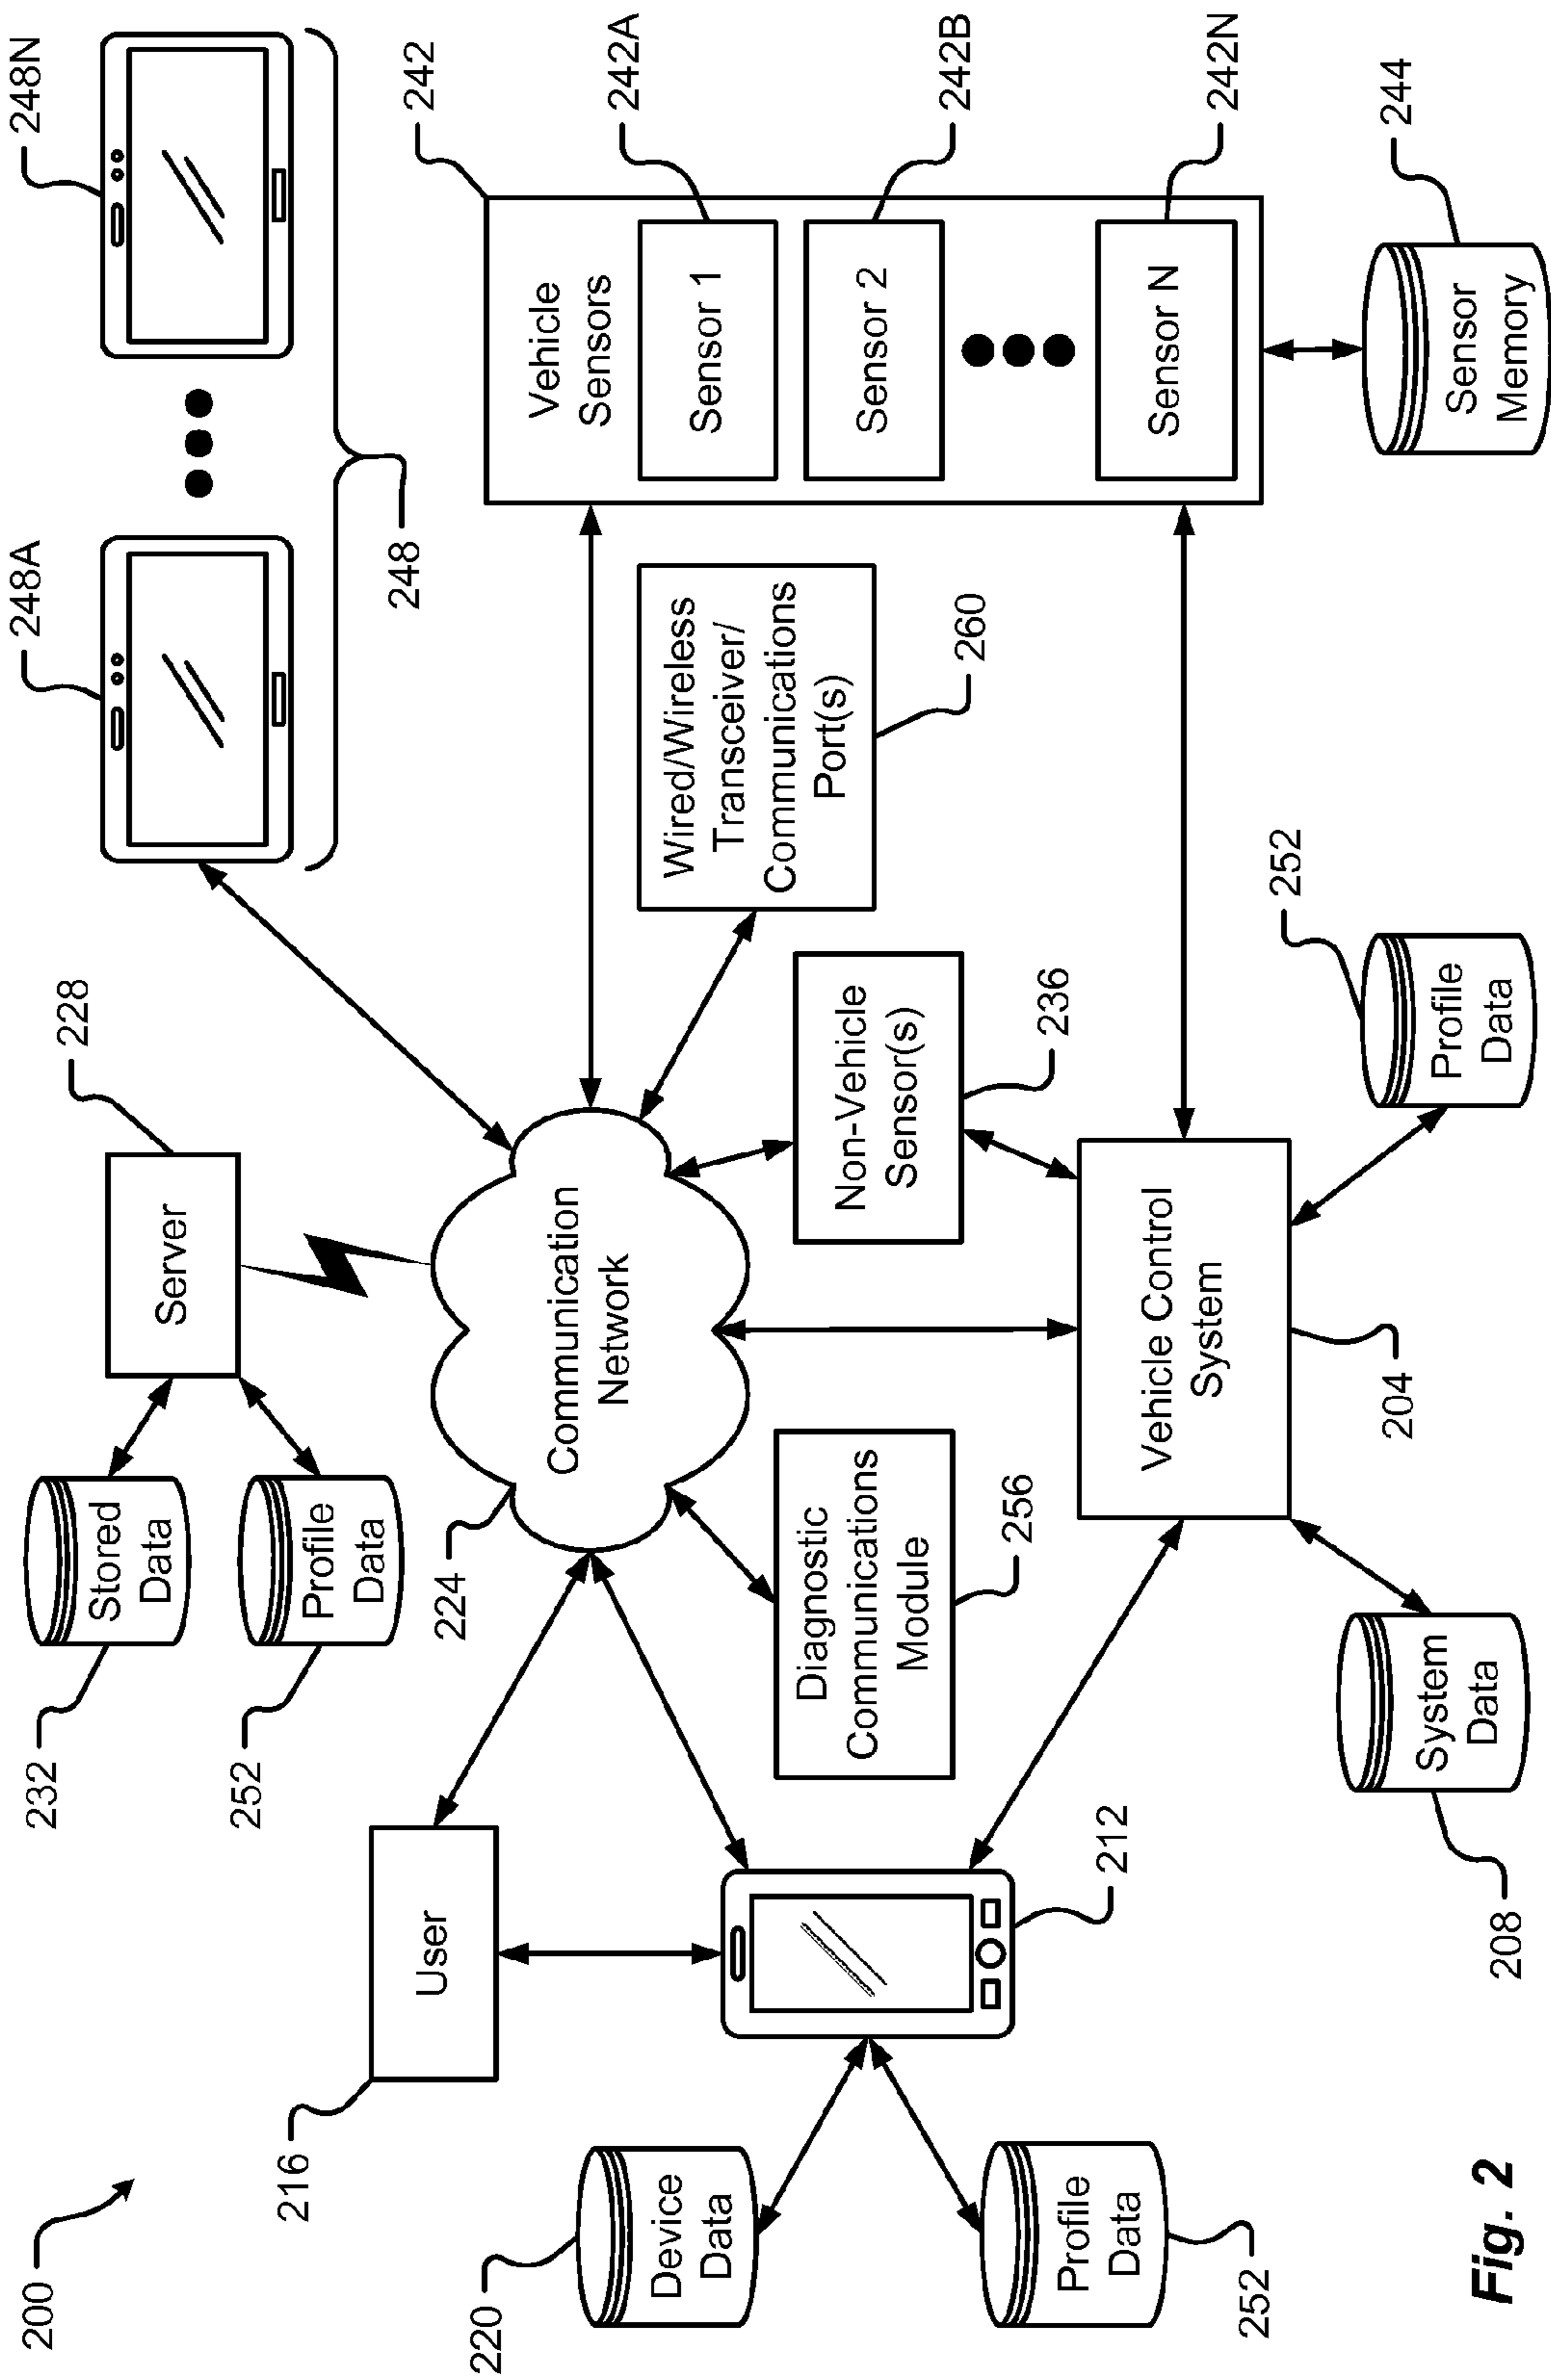 200
216
User
232
Stored
Data
252
Profile
Data
Server
228
248A
248N
248
224
Communication
Network
242
Vehicle
Sensors
Sensor 1
242A
Sensor 2
242B
Sensor N
242N
Wired/Wireless
Transceiver/
Communications
Port(s)
260
Non-Vehicle
Sensor(s)
236
Diagnostic
Communications
Module
256
220
Device
Data
Profile
Data
252
212
Vehicle Control
System
204
System
Data
208
Profile
Data
252
Sensor
Memory
244
Fig. 2